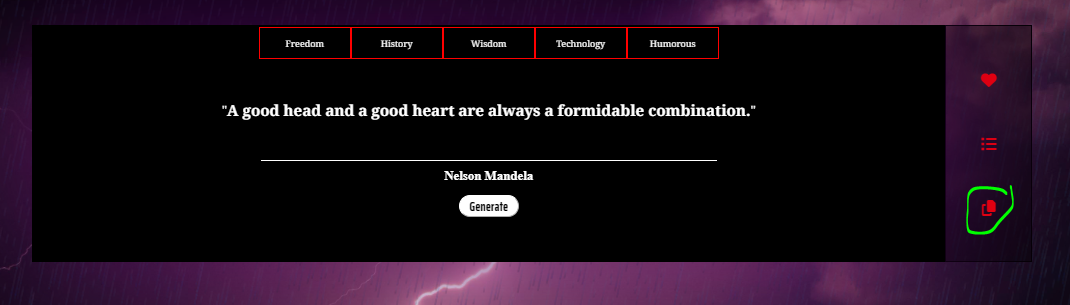 Freedom History Wisdom Technology Humorous
"A good head and a good heart are always a formidable combination."
Nelson Mandela
Generate